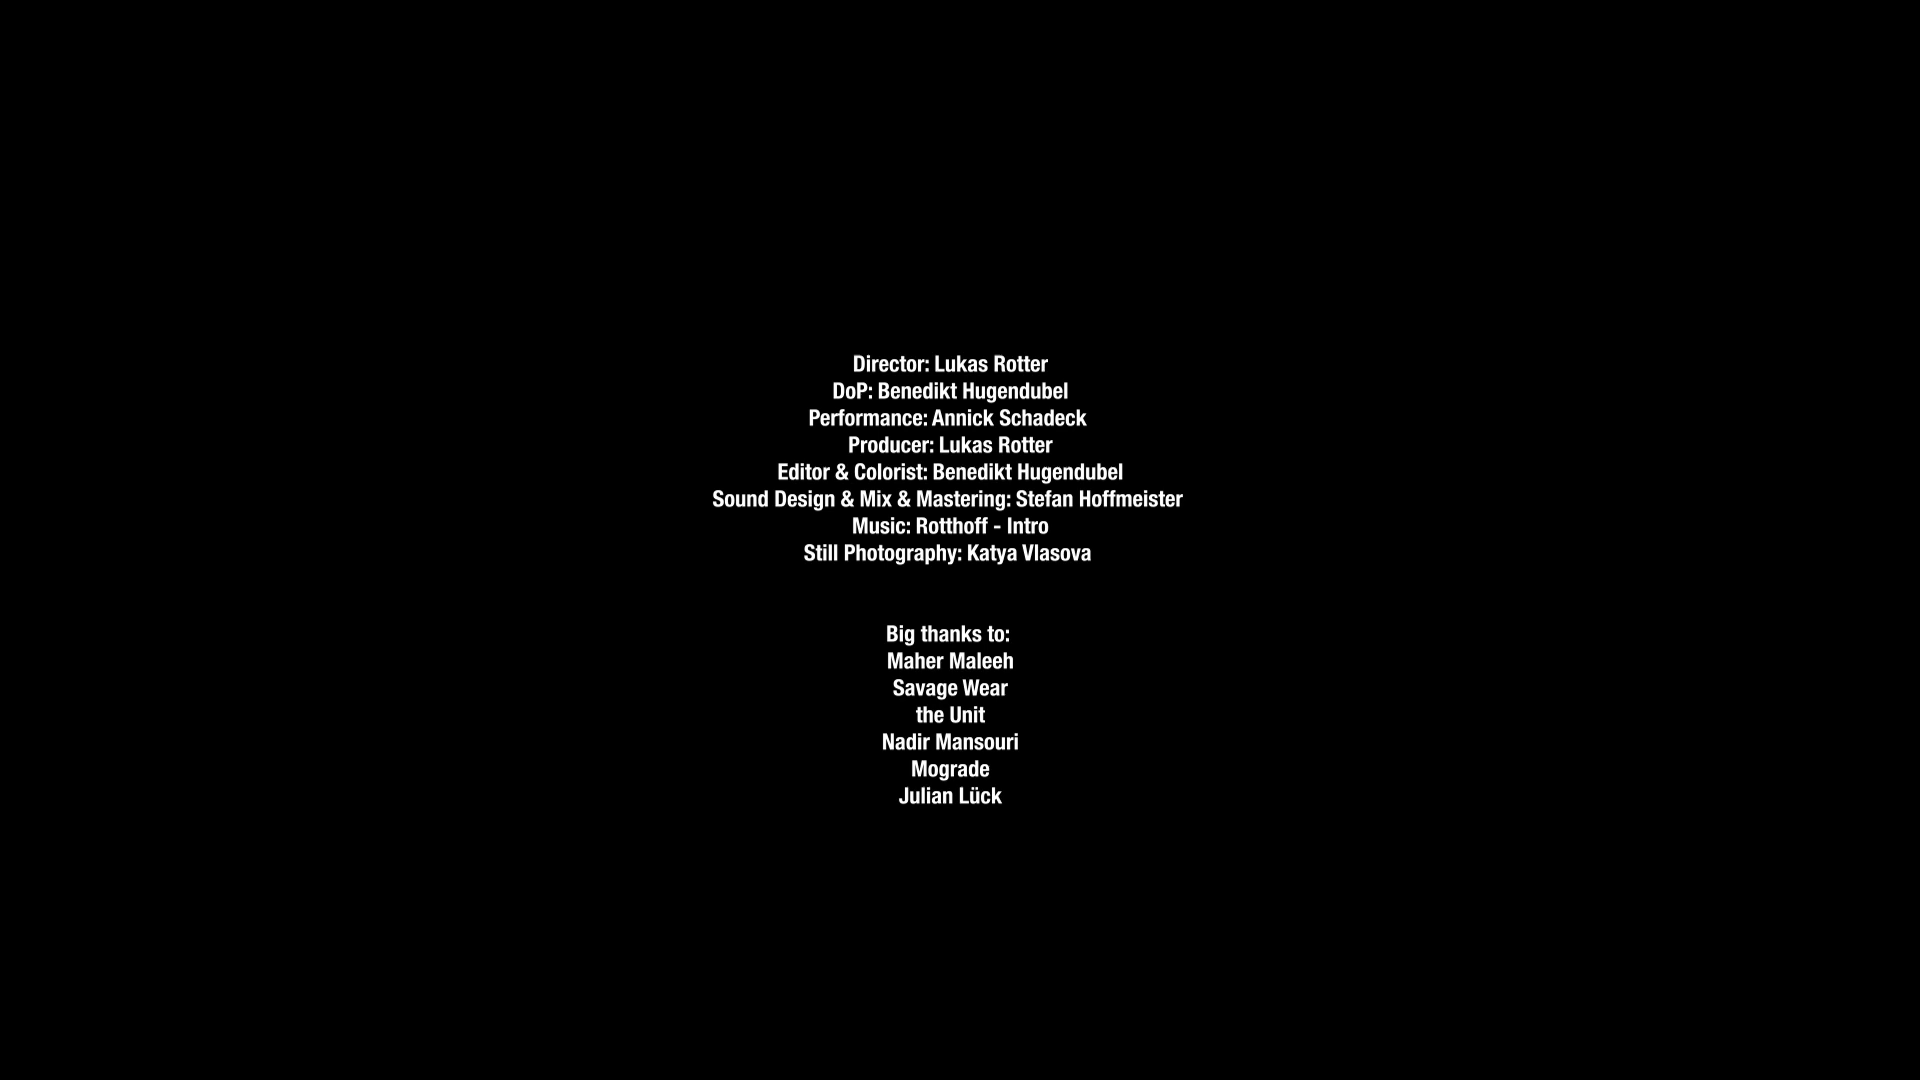 Director: Lukas Rotter
DoP: Benedikt Hugendubel
Performance: Annick Schadeck
Producer: Lukas Rotter
Editor & Colorist: Benedikt Hugendubel
Sound Design & Mix & Mastering: Stefan Hoffmeister
Music: Rotthoff - Intro
Still Photography: Katya Vlasova
Big thanks to:
Maher Maleeh
Savage Wear
the Unit
Nadir Mansouri
Mograde
Julian Lück